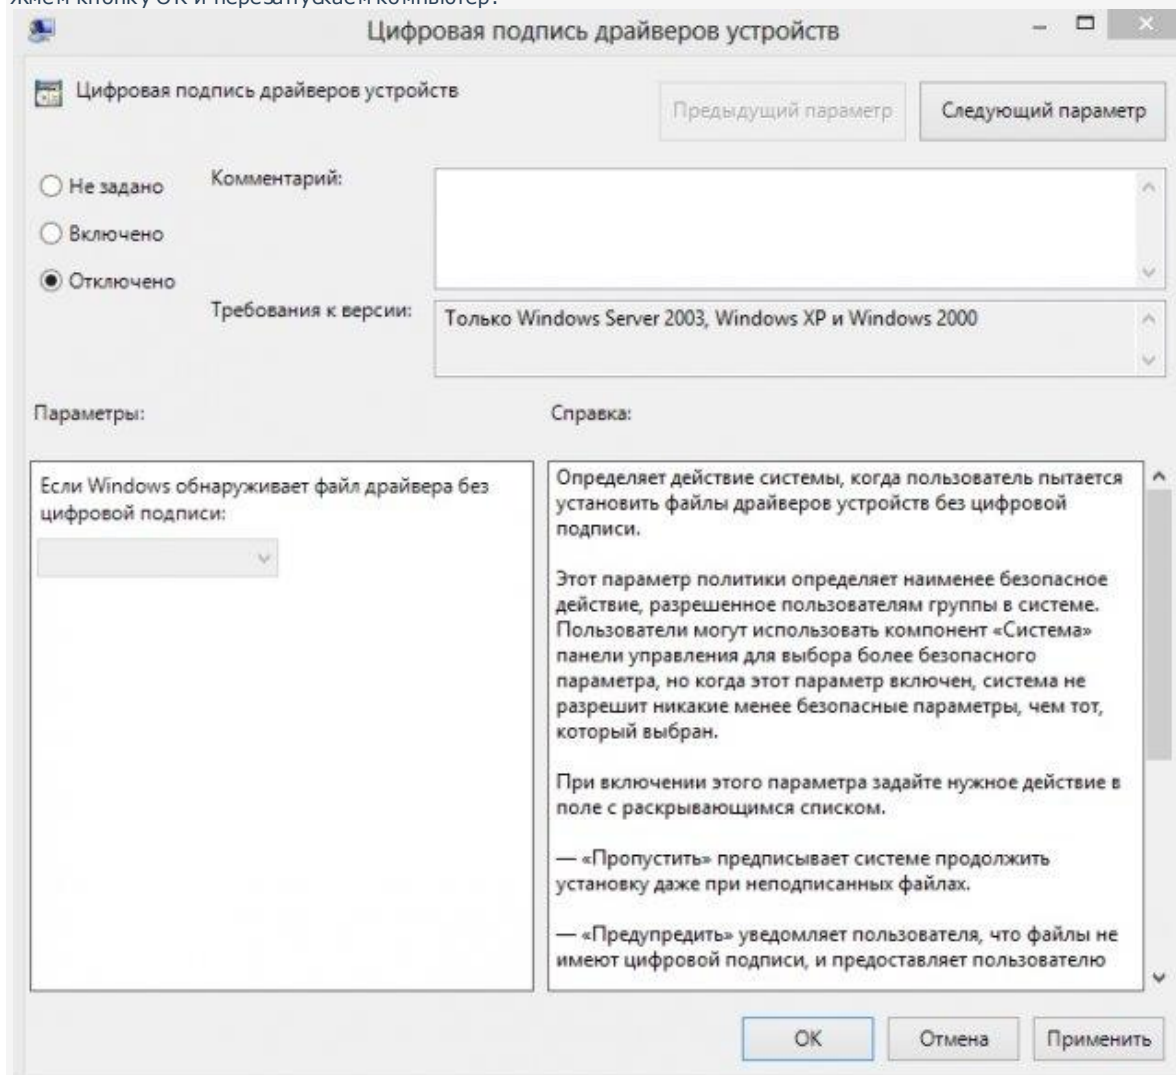 Жмем кнопку ОК и перезапускаем компьютер.
Цифровая подпись драйверов устройств
Цифровая подпись драйверов устройств
Предыдущий параметр
Следующий параметр
Не задано
Комментарий:
Включено
Отключено
Требования к версии:
Только Windows Server 2003, Windows XP и Windows 2000
Параметры:
Справка:
Если Windows обнаруживает файл драйвера без
цифровой подписи:
Определяет действие системы, когда пользователь пытается
установить файлы драйверов устройств без цифровой
подписи.
Этот параметр политики определяет наименее безопасное
действие, разрешенное пользователям группы в системе.
Пользователи могут использовать компонент «Система»
панели управления для выбора более безопасного
параметра, но когда этот параметр включен, система не
разрешит никакие менее безопасные параметры, чем тот,
который выбран.
При включении этого параметра задайте нужное действие в
поле с раскрывающимся списком.
— «Пропустить» предписывает системе продолжить
установку даже при неподписанных файлах.
— «Предупредить» уведомляет пользователя, что файлы не
имеют цифровой подписи, и предоставляет пользователю
ОК
Отмена
Применить